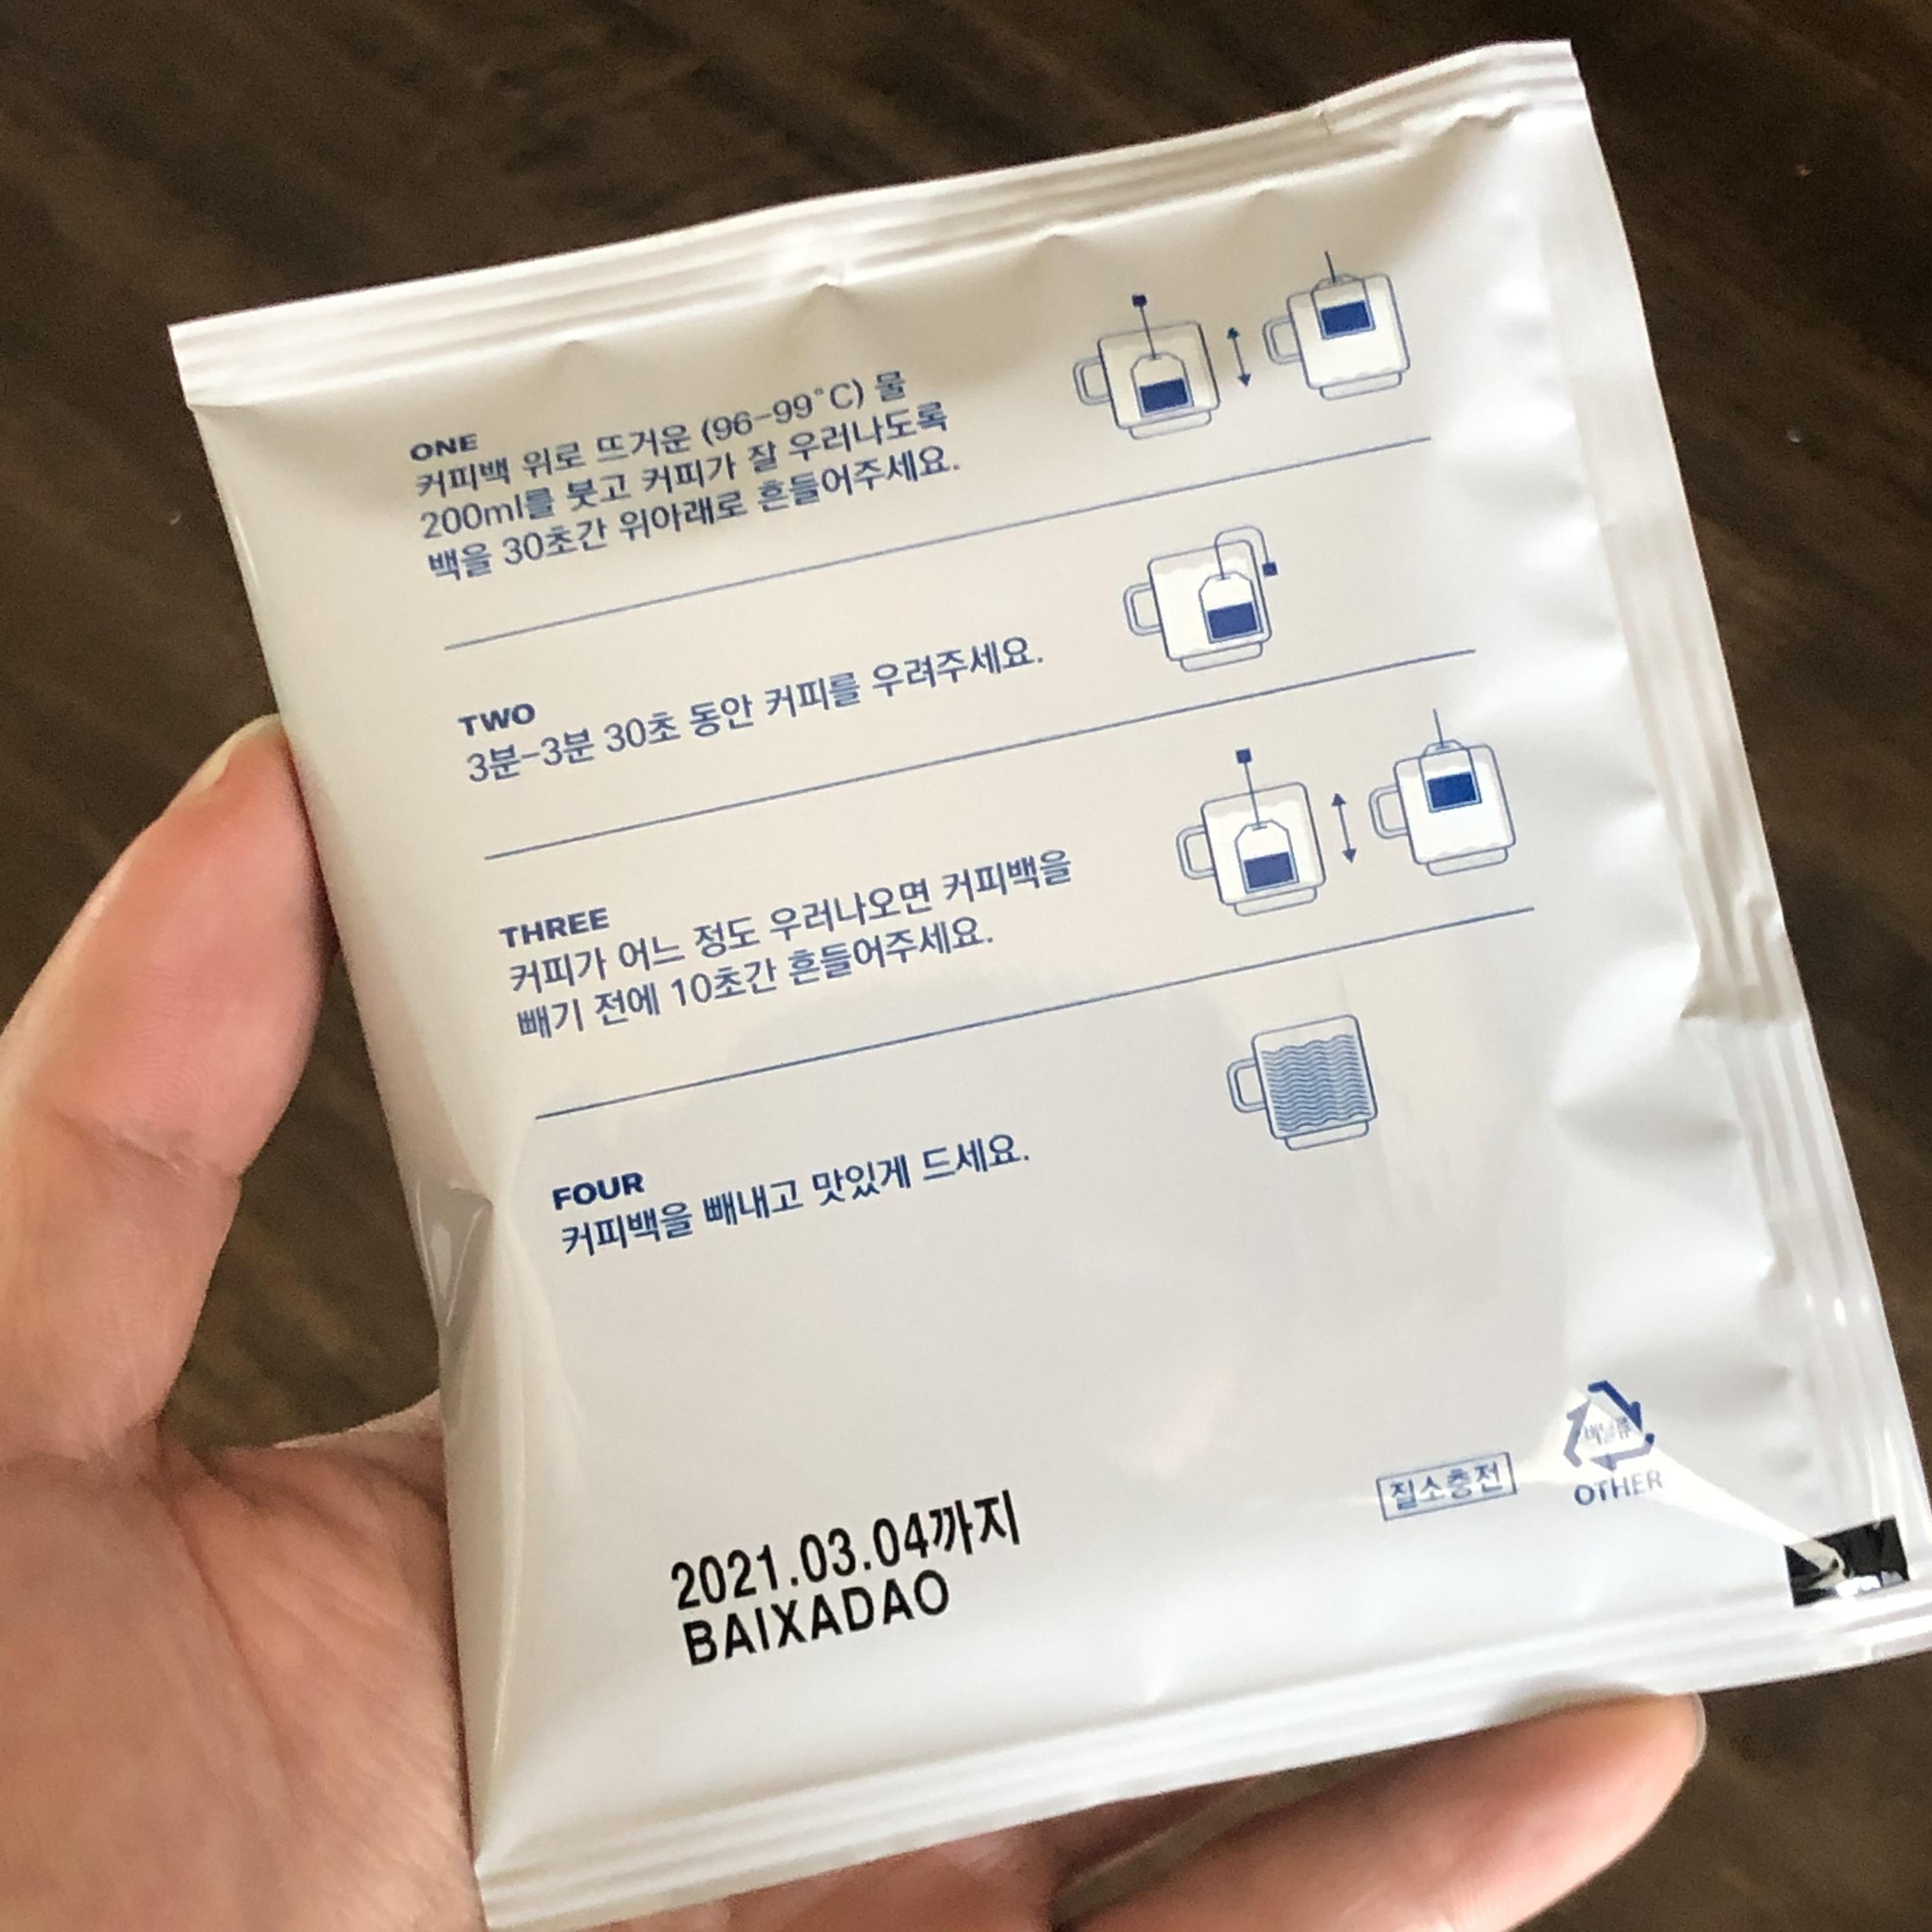 ONE
커피백 위로 뜨거운 (96-99°C) 물
200ml를 붓고 커피가 잘 우러나도록
백을 30초간 위아래로 흔들어주세요.
TWO
3분-3분 30초 동안 커피를 우려주세요.
THREE
커피가 어느 정도 우러나오면 커피백을
빼기 전에 10초간 흔들어주세요.
FOUR
커피백을 빼내고 맛있게 드세요.
비닐류
OTHER
질소충전
2021.03.04까지
BAIXADAO